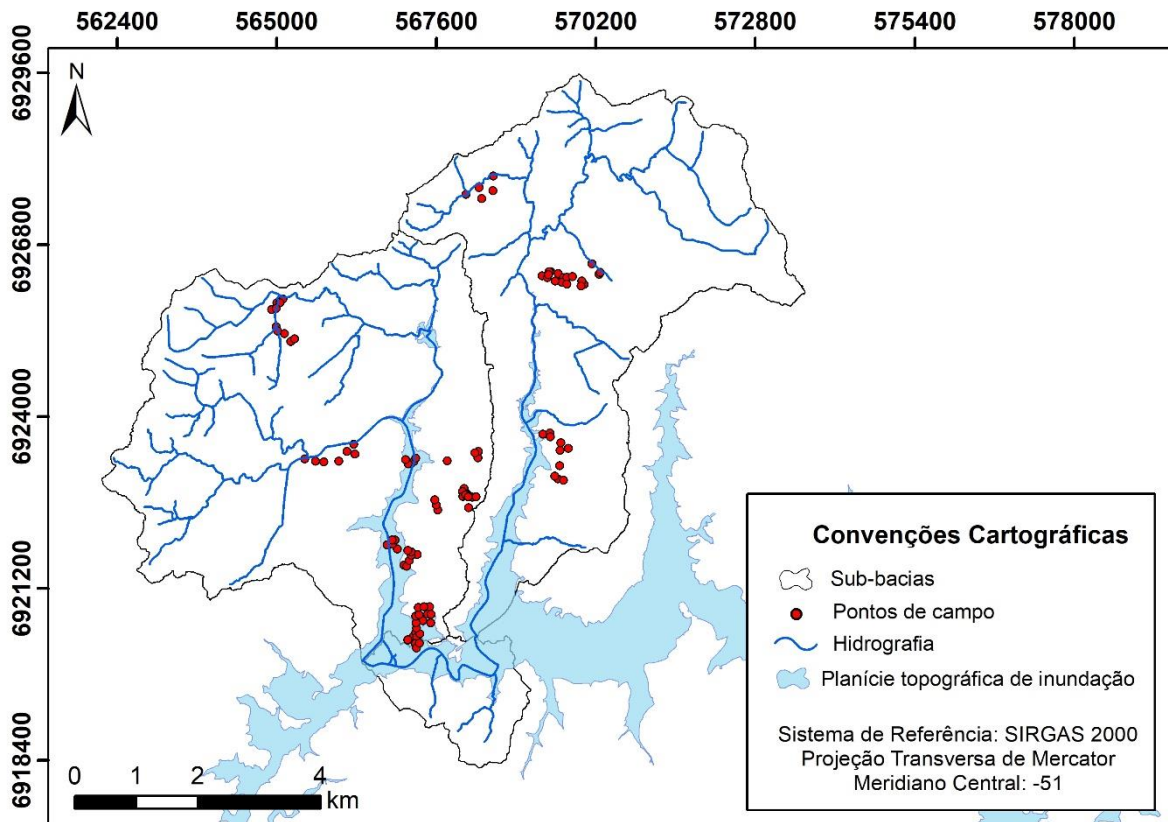 562400 565000 567600 570200 572800 575400 578000
6929600
N
6926800
6924000
6921200
6918400
0 1 2 4
km
Convenções Cartográficas
Sub-bacias
Pontos de campo
Hidrografia
Planície topográfica de inundação
Sistema de Referência: SIRGAS 2000
Projeção Transversa de Mercator
Meridiano Central: -51